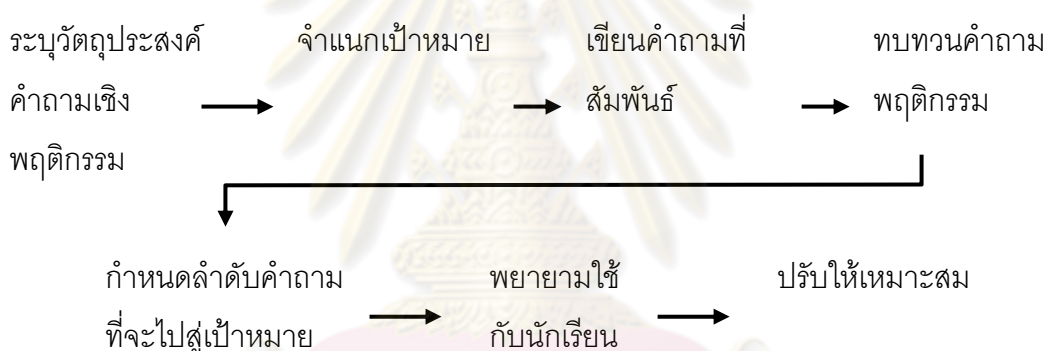 ระบุวัตถุประสงค์ จำแนกเป้าหมาย เขียนคำถามที่ ทบทวนคำถาม
คำถามเชิง สัมพันธ์ พฤติกรรม
พฤติกรรม
กำหนดลำดับคำถาม พยายามใช้ ปรับให้เหมาะสม
ที่จะไปสู่เป้าหมาย กับนักเรียน